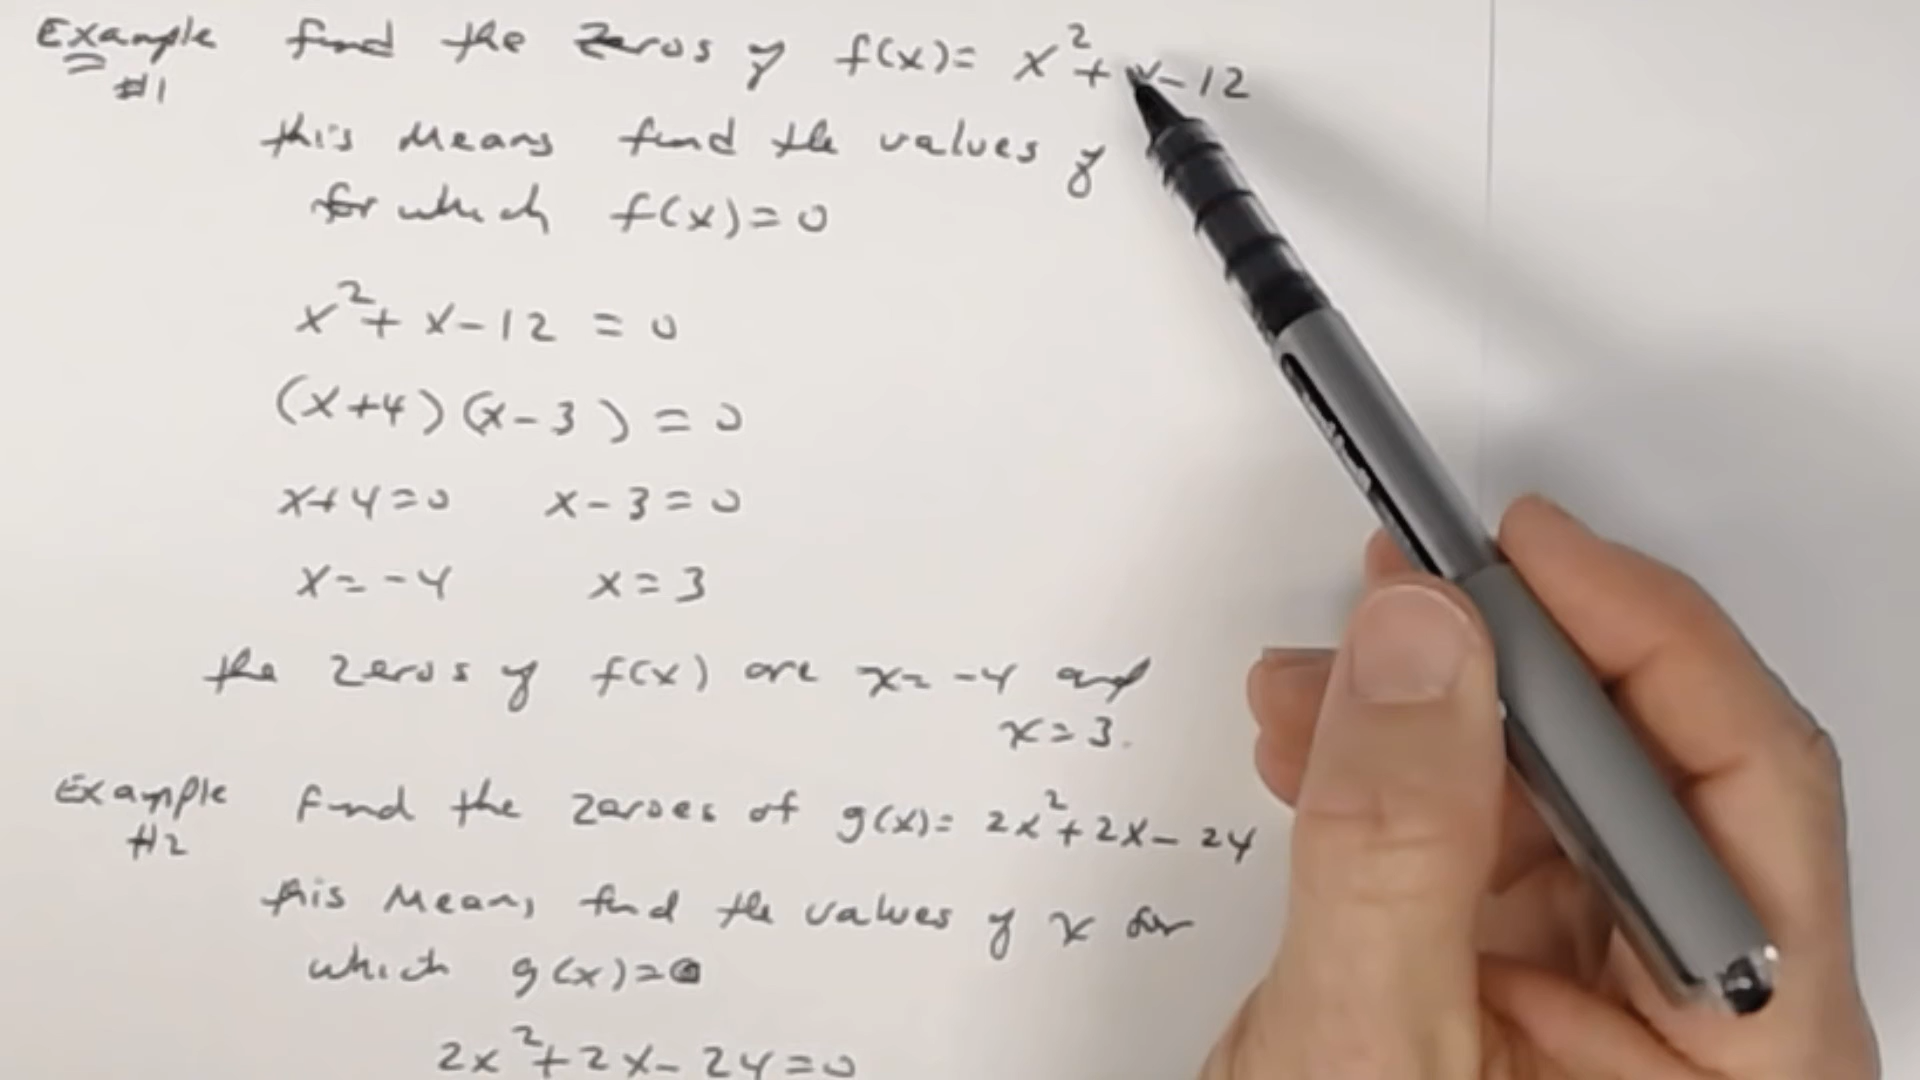 Example find the zeros of f(x)= x²+ x-12
#1
this means find the values of
for which f(x)=0
x²+ x-12 = 0
(x+4)(x-3) = 0
x+4=0 x-3=0
x=-4 x=3
the zeros of f(x) are x=-4 and
x=3.
Example find the zeroes of g(x)= 2x²+2x-24
#2
this means find the values of x for
which g(x)=0
2x²+2x-24=0